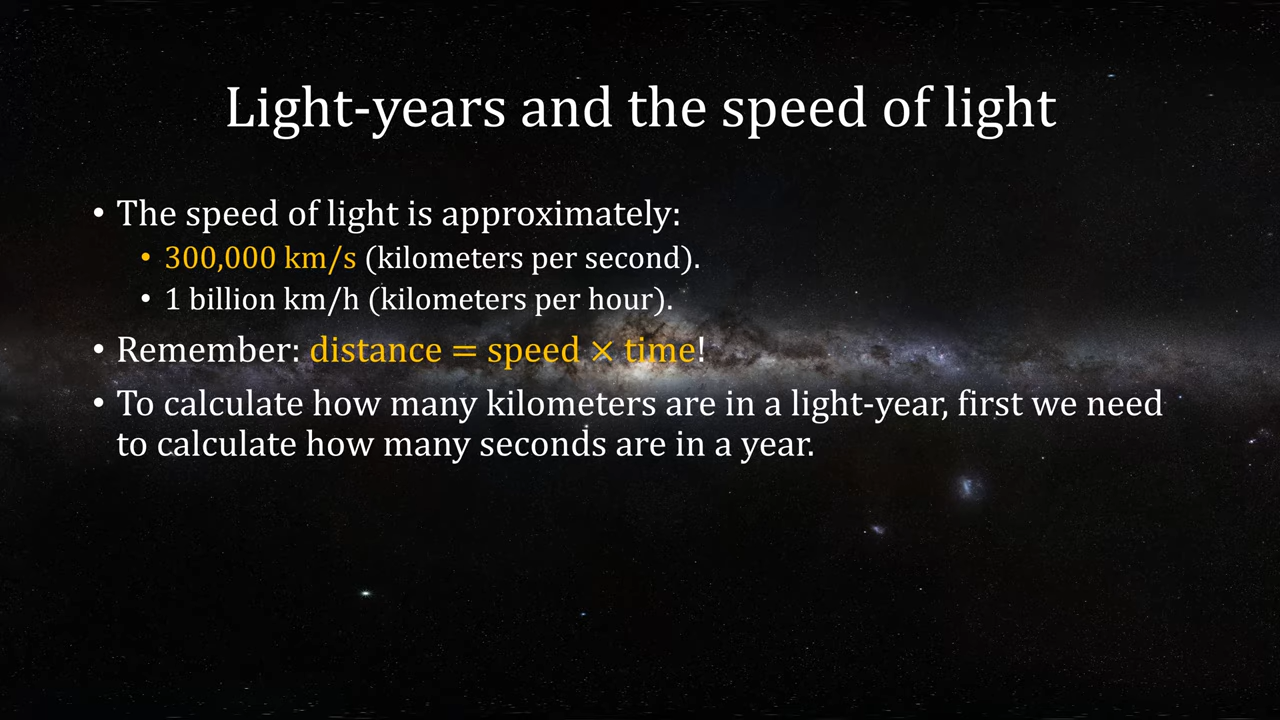 Light-years and the speed of light
• The speed of light is approximately:
• 300,000 km/s (kilometers per second).
• 1 billion km/h (kilometers per hour).
• Remember: distance = speed × time!
• To calculate how many kilometers are in a light-year, first we need
to calculate how many seconds are in a year.